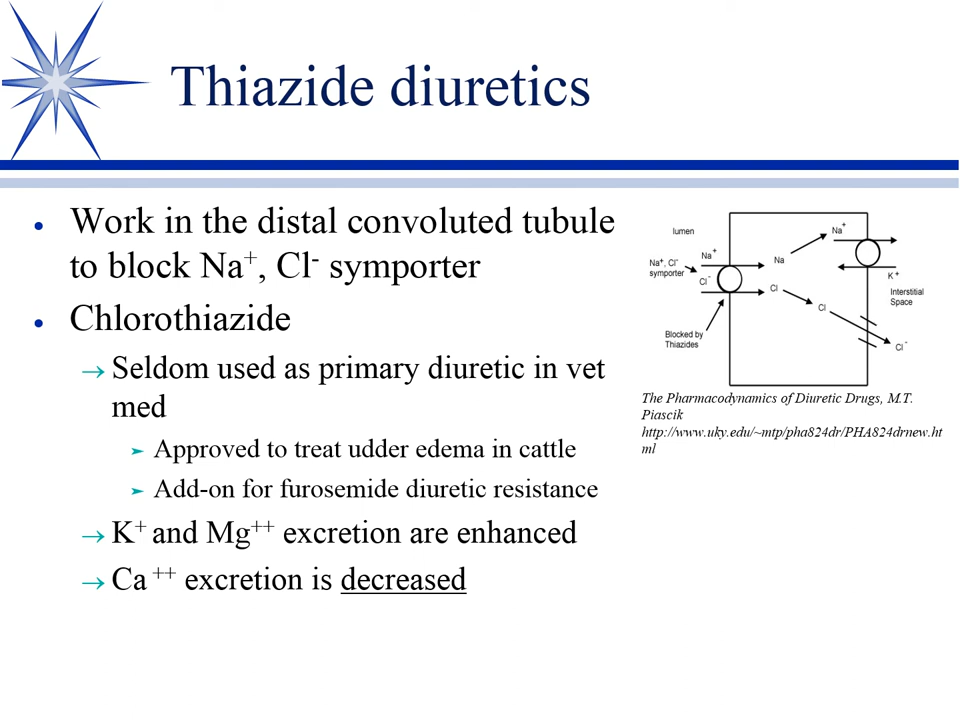 Thiazide diuretics
• Work in the distal convoluted tubule
to block Na⁺, Cl⁻ symporter
• Chlorothiazide
→ Seldom used as primary diuretic in vet
med
➢ Approved to treat udder edema in cattle
➢ Add-on for furosemide diuretic resistance
→ K⁺ and Mg⁺⁺ excretion are enhanced
→ Ca ⁺⁺ excretion is decreased
lumen
Na⁺
Na⁺, Cl⁻
symporter
Na⁺
Cl⁻
Na
Cl
Cl
K⁺
Interstitial
Space
Blocked by
Thiazides
Cl⁻
The Pharmacodynamics of Diuretic Drugs, M.T.
Piascik
http://www.uky.edu/~mtp/pha824dr/PHA824drnew.ht
ml